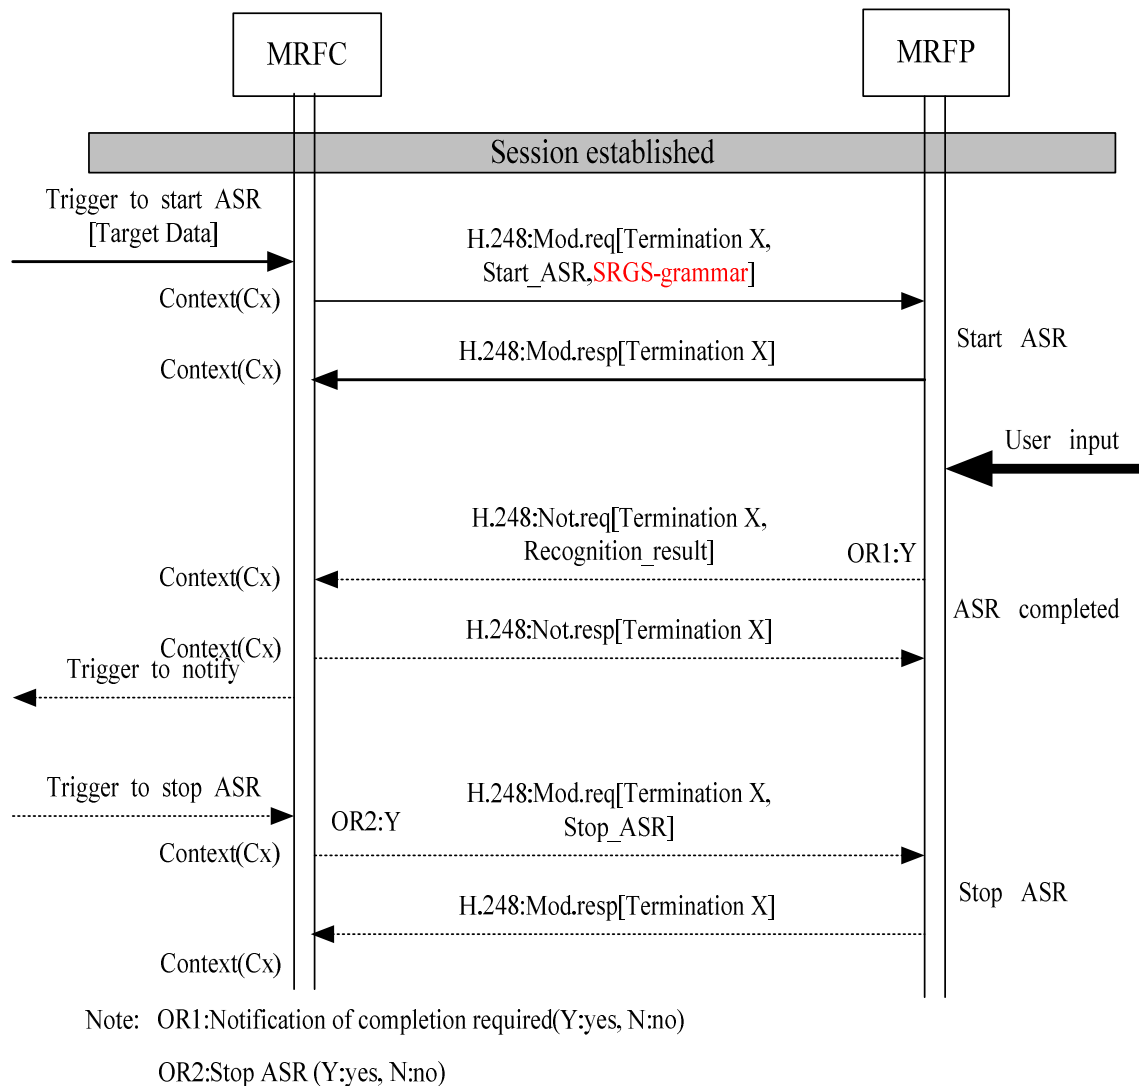 MRFC
MRFP
Session established
Trigger to start ASR
[Target Data]
H.248:Mod.req[Termination X,
Start_ASR,SRGS-grammar]
Context(Cx)
Start ASR
H.248:Mod.resp[Termination X]
Context(Cx)
User input
H.248:Not.req[Termination X,
Recognition_result]
OR1:Y
Context(Cx)
ASR completed
H.248:Not.resp[Termination X]
Context(Cx)
Trigger to notify
Trigger to stop ASR
H.248:Mod.req[Termination X,
Stop_ASR]
OR2:Y
Context(Cx)
Stop ASR
H.248:Mod.resp[Termination X]
Context(Cx)
Note: OR1:Notification of completion required(Y:yes, N:no)
OR2:Stop ASR (Y:yes, N:no)